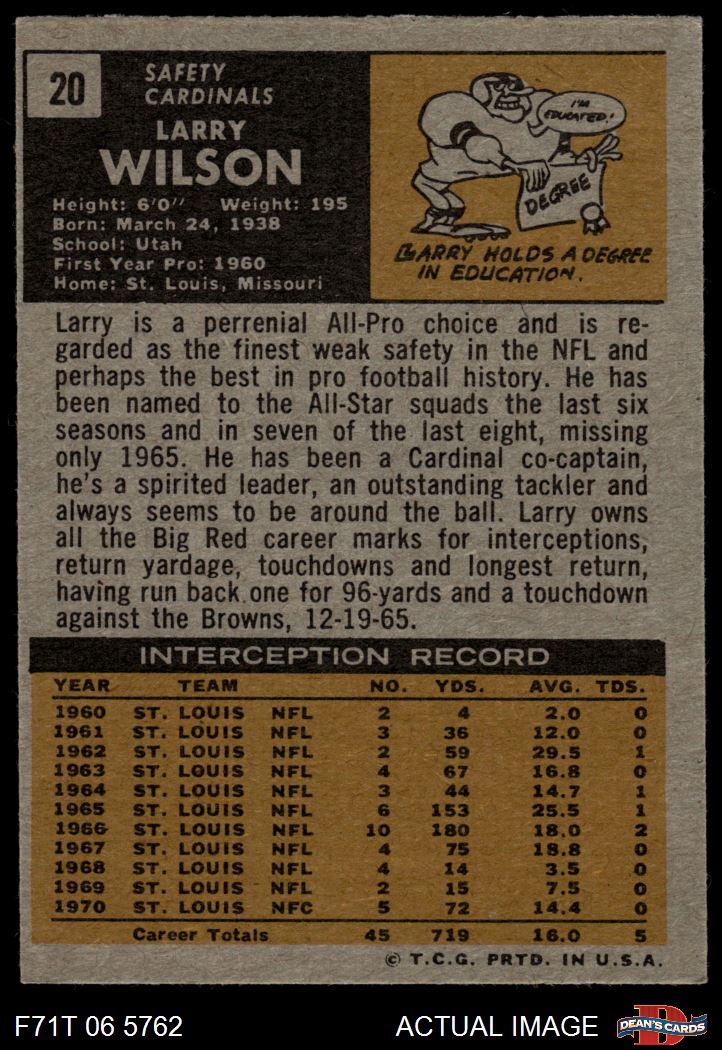 20
SAFETY
CARDINALS
LARRY
WILSON
Height: 6'0" Weight: 195
Born: March 24, 1938
School: Utah
First Year Pro: 1960
Home: St. Louis, Missouri
I'M
EDUCATED!
DEGREE
LARRY HOLDS A DEGREE
IN EDUCATION.
Larry is a perrenial All-Pro choice and is re-
garded as the finest weak safety in the NFL and
perhaps the best in pro football history. He has
been named to the All-Star squads the last six
seasons and in seven of the last eight, missing
only 1965. He has been a Cardinal co-captain,
he's a spirited leader, an outstanding tackler and
always seems to be around the ball. Larry owns
all the Big Red career marks for interceptions,
return yardage, touchdowns and longest return,
having run back one for 96-yards and a touchdown
against the Browns, 12-19-65.
INTERCEPTION RECORD
YEAR TEAM NO. YDS. AVG. TDS.
1960 ST. LOUIS NFL 2 4 2.0 0
1961 ST. LOUIS NFL 3 36 12.0 0
1962 ST. LOUIS NFL 2 59 29.5 1
1963 ST. LOUIS NFL 4 67 16.8 0
1964 ST. LOUIS NFL 3 44 14.7 1
1965 ST. LOUIS NFL 6 153 25.5 1
1966 ST. LOUIS NFL 10 180 18.0 2
1967 ST. LOUIS NFL 4 75 18.8 0
1968 ST. LOUIS NFL 4 14 3.5 0
1969 ST. LOUIS NFL 2 15 7.5 0
1970 ST. LOUIS NFC 5 72 14.4 0
Career Totals 45 719 16.0 5
© T.C.G. PRTD. IN U.S.A.
F71T 06 5762 ACTUAL IMAGE
D
DEAN'S CARDS